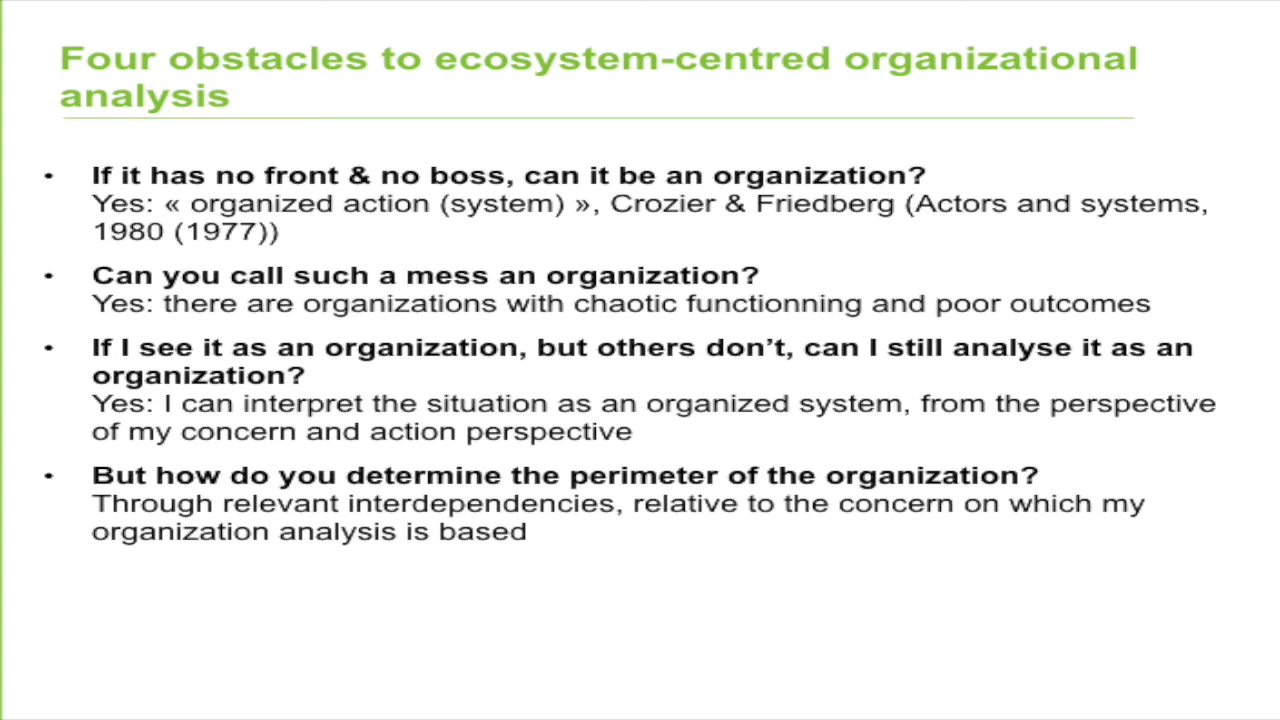 Four obstacles to ecosystem-centred organizational
analysis
• If it has no front & no boss, can it be an organization?
Yes: « organized action (system) », Crozier & Friedberg (Actors and systems,
1980 (1977))
• Can you call such a mess an organization?
Yes: there are organizations with chaotic functionning and poor outcomes
• If I see it as an organization, but others don’t, can I still analyse it as an
organization?
Yes: I can interpret the situation as an organized system, from the perspective
of my concern and action perspective
• But how do you determine the perimeter of the organization?
Through relevant interdependencies, relative to the concern on which my
organization analysis is based